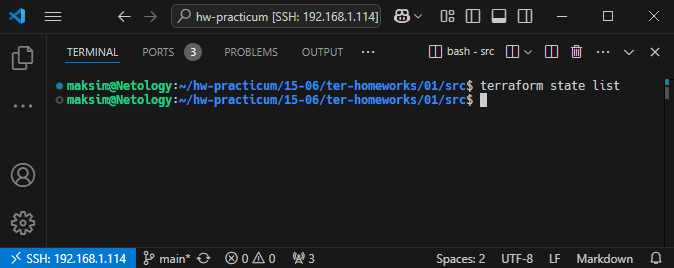 hw-practicum [SSH: 192.168.1.114]
TERMINAL PORTS 3 PROBLEMS OUTPUT ... bash - src
maksim@Netology:~/hw-practicum/15-06/ter-homeworks/01/src$ terraform state list
maksim@Netology:~/hw-practicum/15-06/ter-homeworks/01/src$
SSH: 192.168.1.114 main* 0 0 3 Spaces: 2 UTF-8 LF Markdown